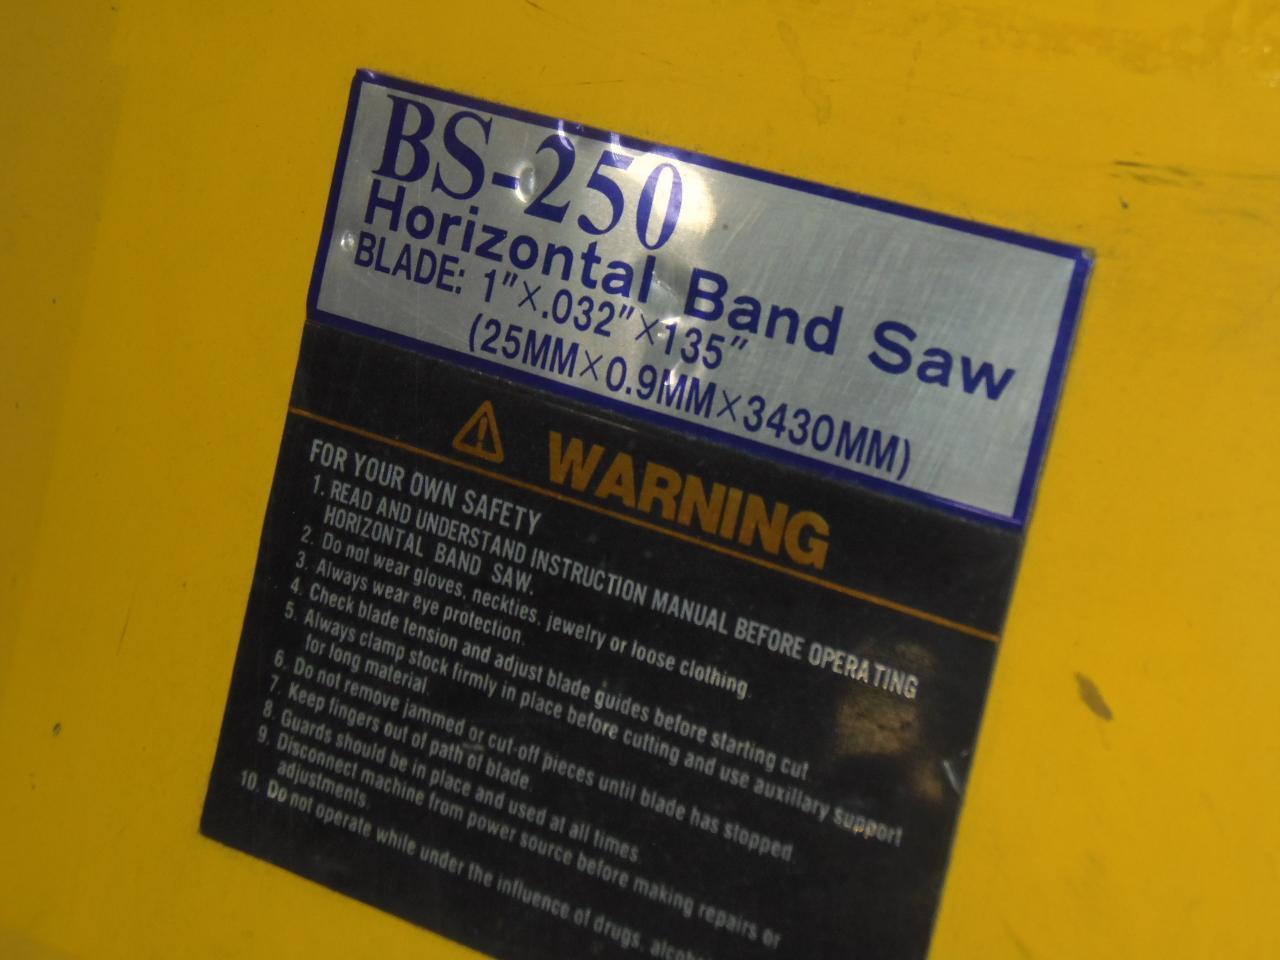 BS-250
Horizontal Band Saw
BLADE: 1"×.032"×135"
(25MM×0.9MM×3430MM)
WARNING
FOR YOUR OWN SAFETY
1. READ AND UNDERSTAND INSTRUCTION MANUAL BEFORE OPERATING
HORIZONTAL BAND SAW.
2. Do not wear gloves, neckties, jewelry or loose clothing.
3. Always wear eye protection.
4. Check blade tension and adjust blade guides before starting cut.
5. Always clamp stock firmly in place before cutting and use auxillary support
for long material.
6. Do not remove jammed or cut-off pieces until blade has stopped.
7. Keep fingers out of path of blade.
8. Guards should be in place and used at all times.
9. Disconnect machine from power source before making repairs or
adjustments.
10. Do not operate while under the influence of drugs,